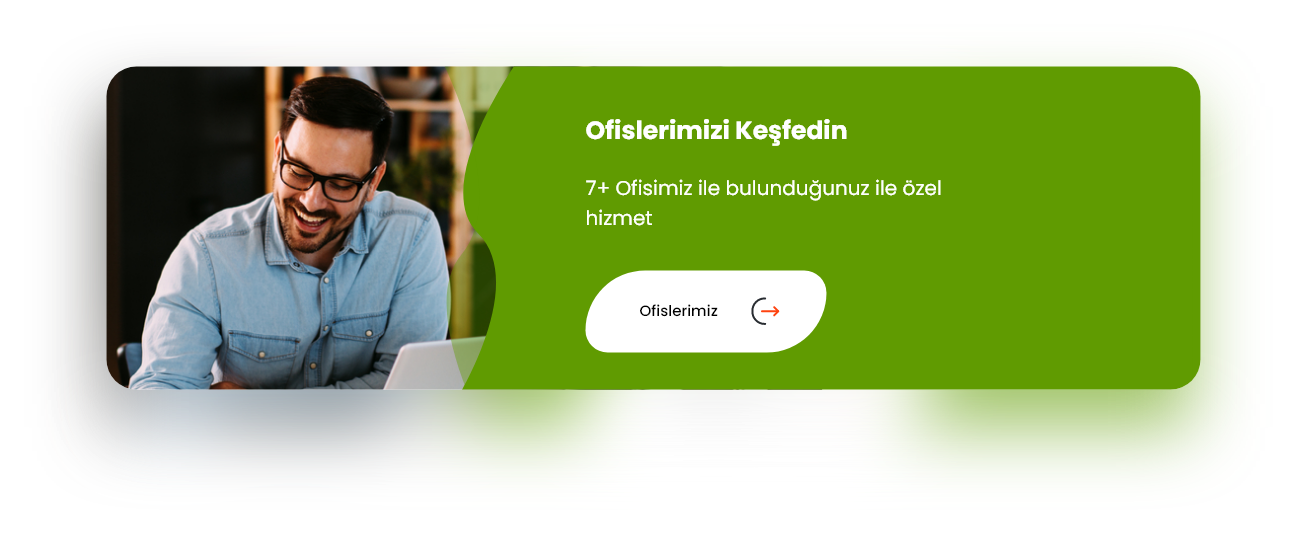 Ofislerimizi Keşfedin
7+ Ofisimiz ile bulunduğunuz ile özel
hizmet
Ofislerimiz